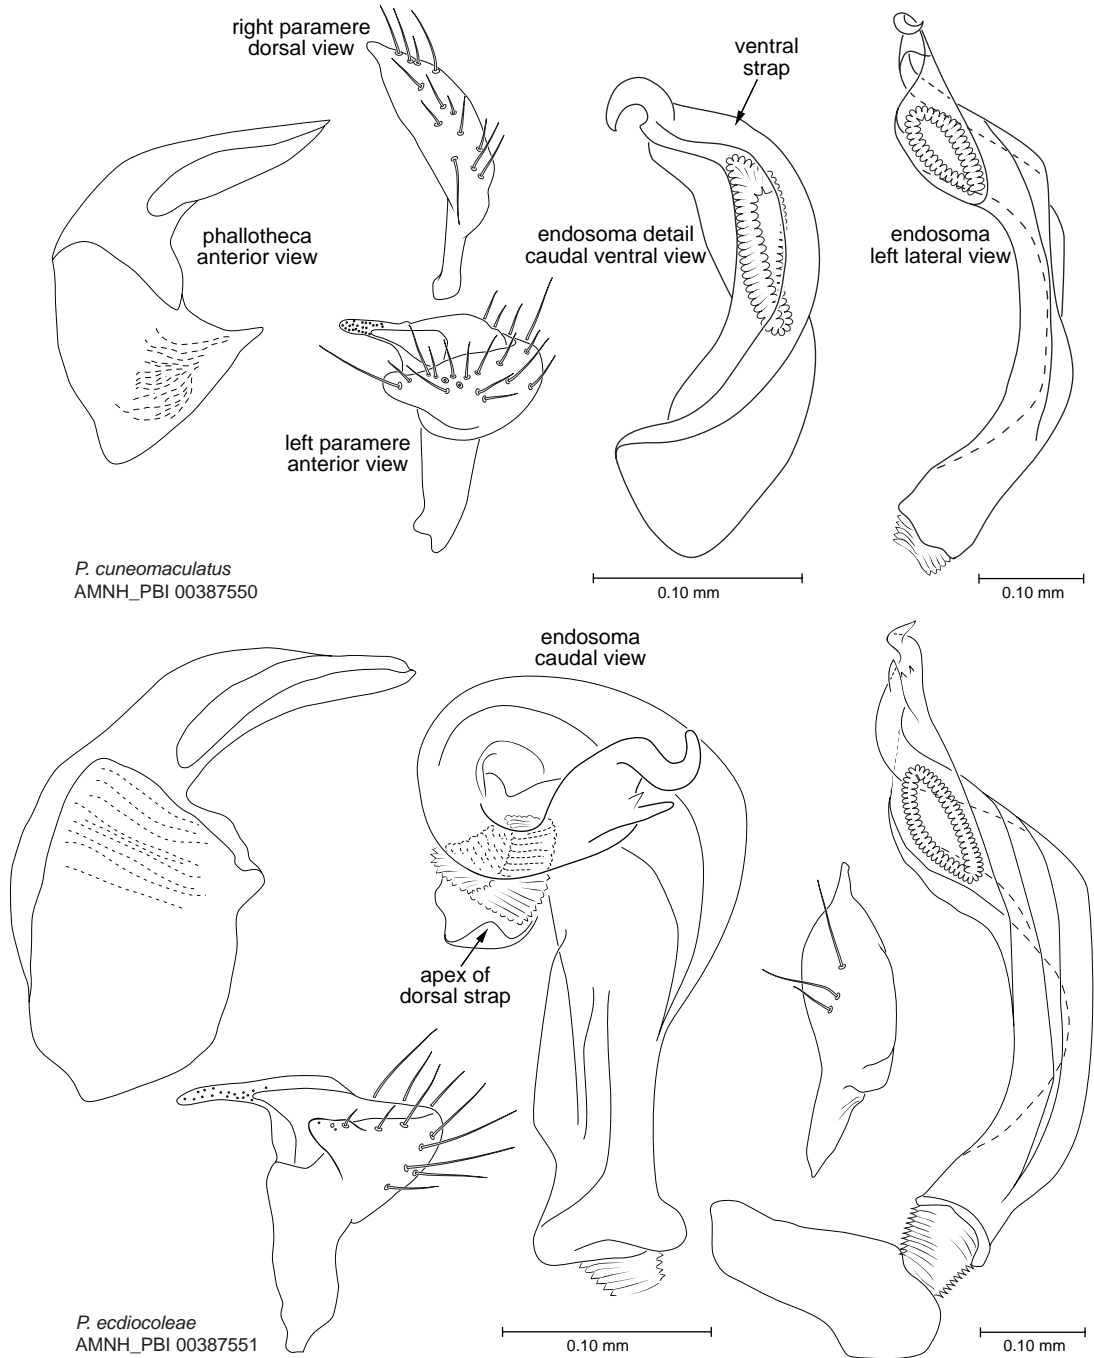 right paramere
dorsal view
ventral
strap
phallotheca
anterior view
endosoma detail
caudal ventral view
endosoma
left lateral view
left paramere
anterior view
P. cuneomaculatus
AMNH_PBI 00387550
0.10 mm
0.10 mm
endosoma
caudal view
apex of
dorsal strap
P. ecdiocoleae
AMNH_PBI 00387551
0.10 mm
0.10 mm